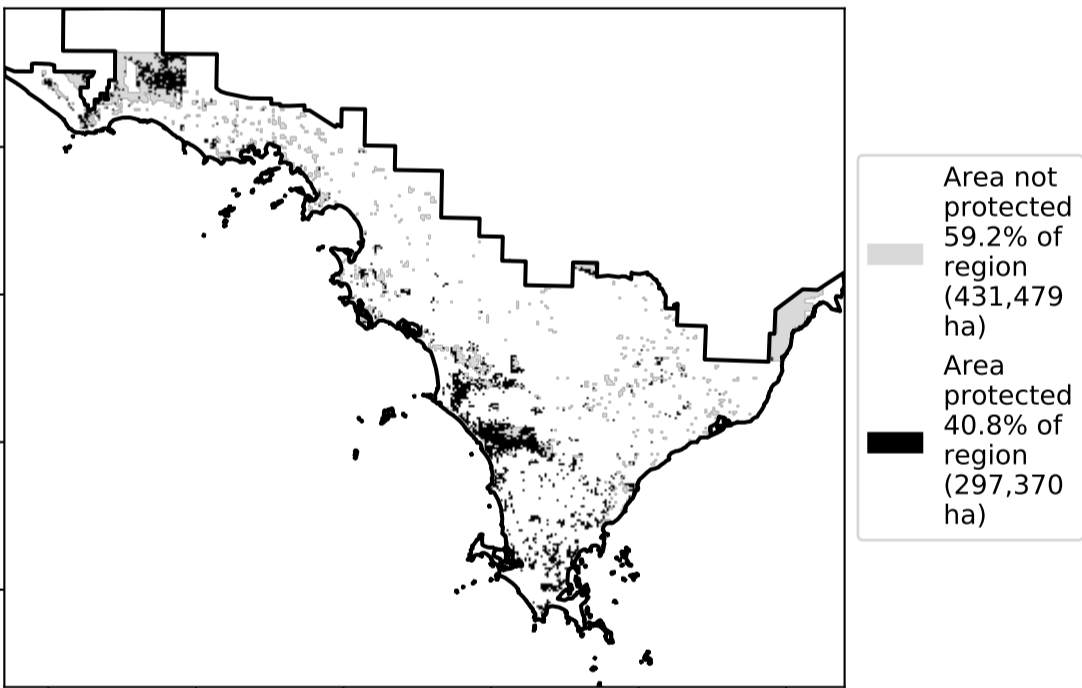 Area not
protected
59.2% of
region
(431,479
ha)
Area
protected
40.8% of
region
(297,370
ha)